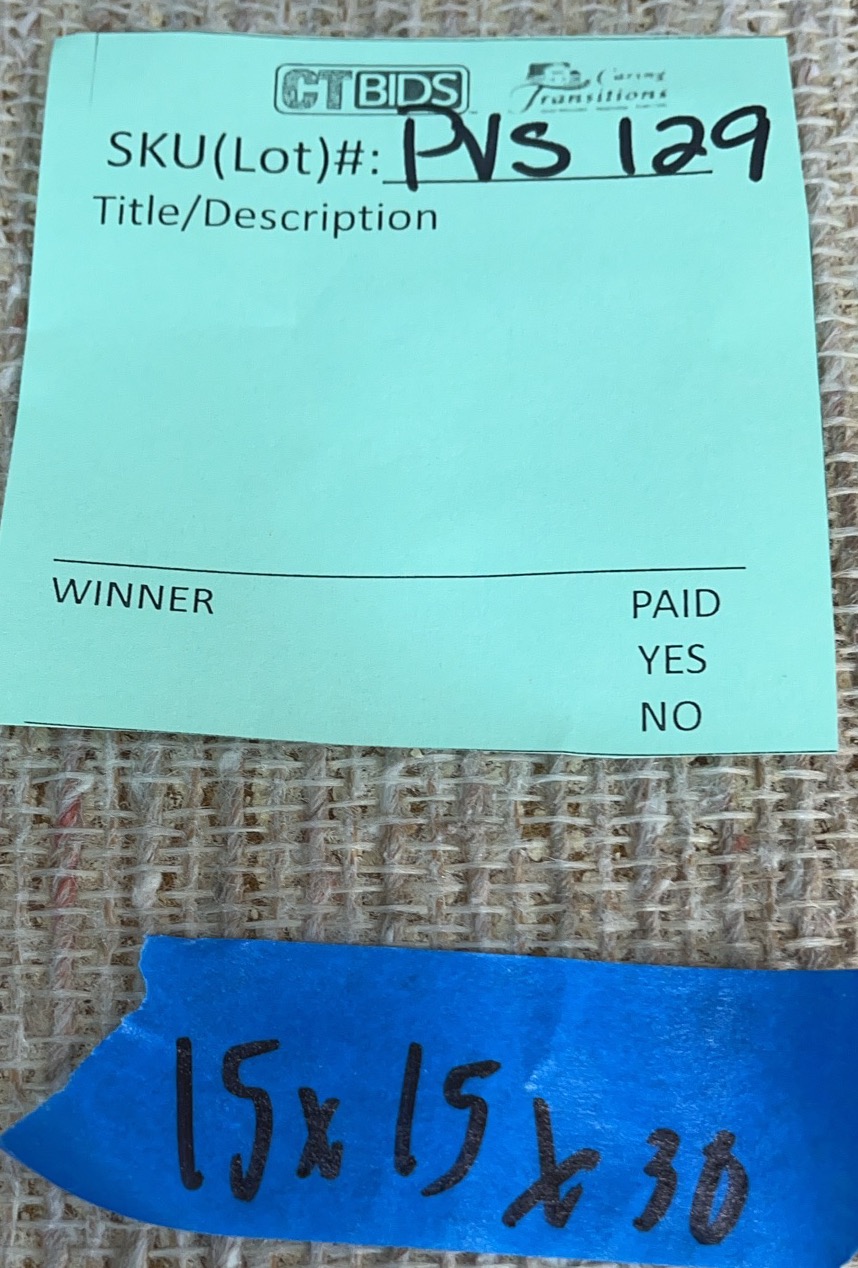 CTBIDS Caring Transitions
SKU(Lot)#: PVS 129
Title/Description
WINNER PAID
YES
NO
15x15x30